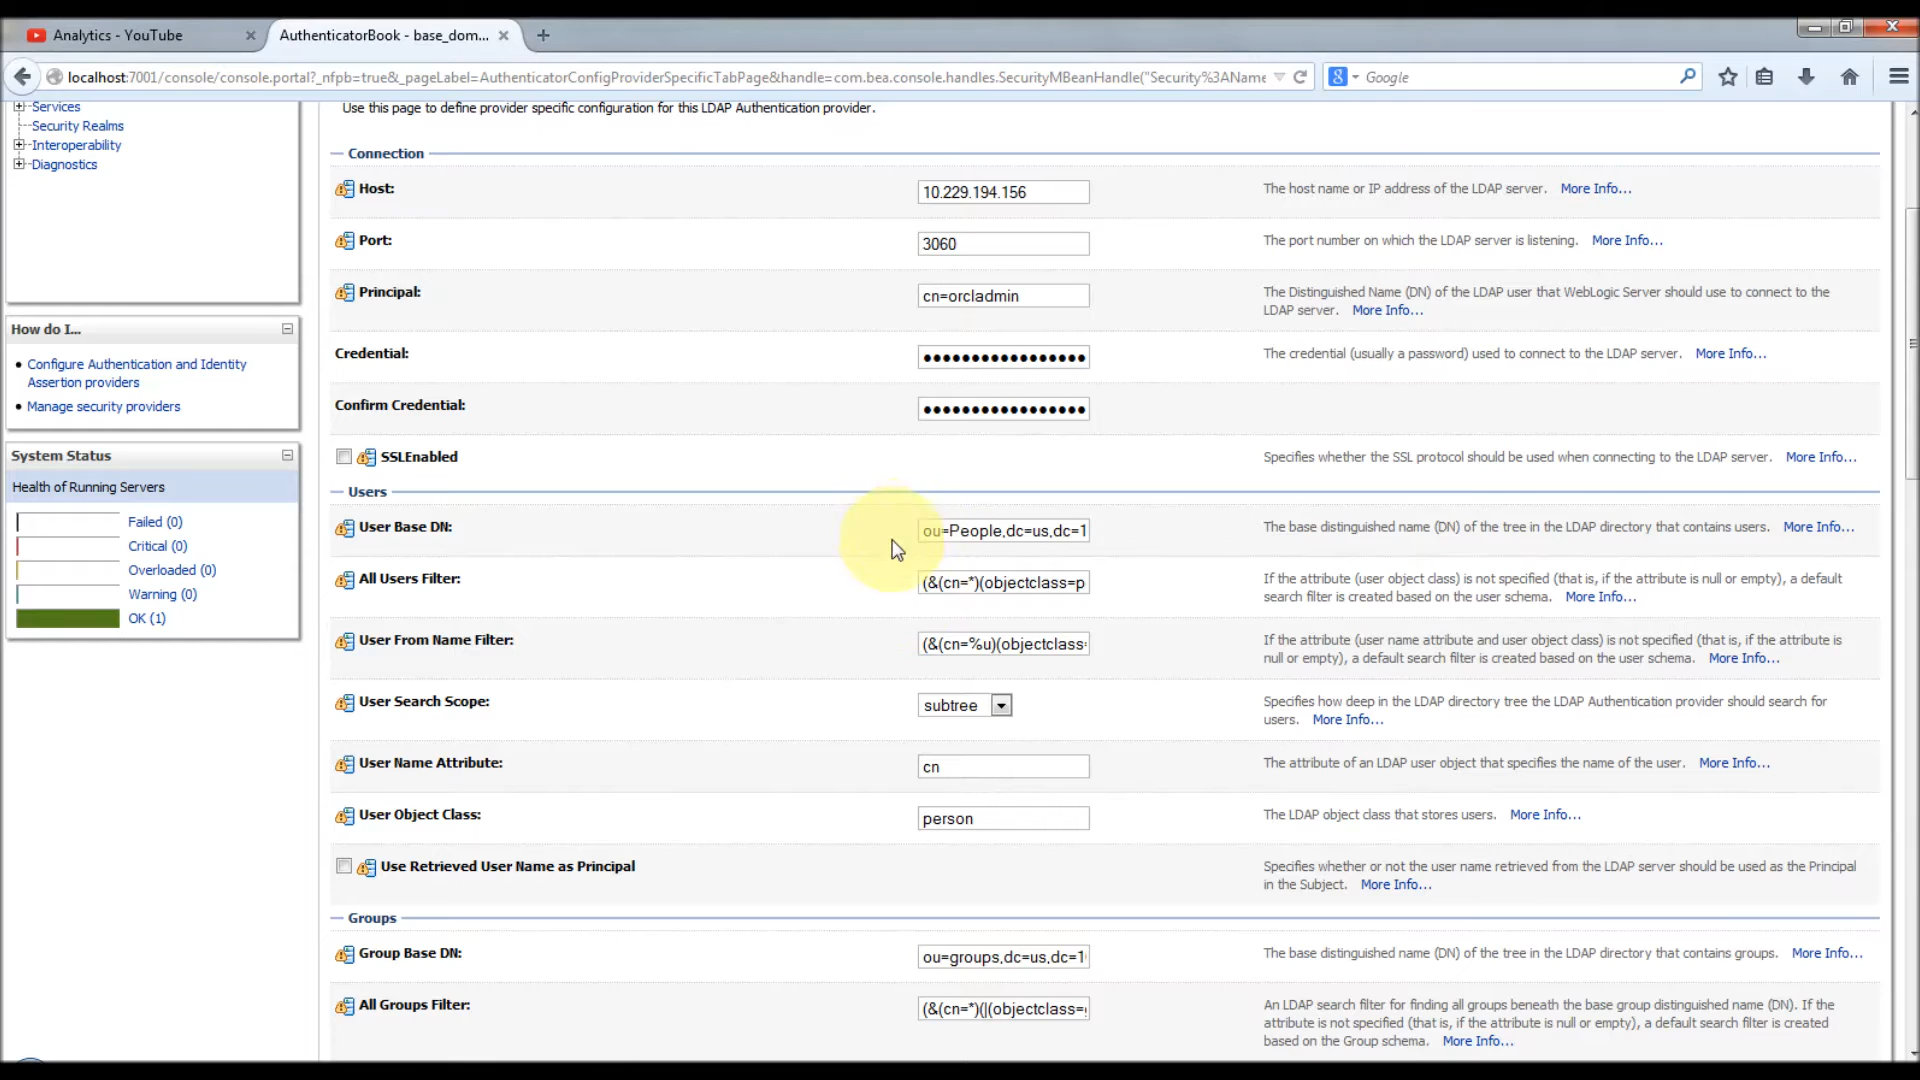 Analytics - YouTube
AuthenticatorBook - base_dom...
localhost:7001/console/console.portal?_nfpb=true&_pageLabel=AuthenticatorConfigProviderSpecificTabPage&handle=com.bea.console.handles.SecurityMBeanHandle("Security%3AName
Google
Services
Security Realms
Interoperability
Diagnostics
How do I...
Configure Authentication and Identity
Assertion providers
Manage security providers
System Status
Health of Running Servers
Failed (0)
Critical (0)
Overloaded (0)
Warning (0)
OK (1)
Use this page to define provider specific configuration for this LDAP Authentication provider.
Connection
Host: 10.229.194.156 The host name or IP address of the LDAP server. More Info...
Port: 3060 The port number on which the LDAP server is listening. More Info...
Principal: cn=orcladmin The Distinguished Name (DN) of the LDAP user that WebLogic Server should use to connect to the
LDAP server. More Info...
Credential: ●●●●●●●●●●●●●●●●● The credential (usually a password) used to connect to the LDAP server. More Info...
Confirm Credential: ●●●●●●●●●●●●●●●●●
SSLEnabled Specifies whether the SSL protocol should be used when connecting to the LDAP server. More Info...
Users
User Base DN: ou=People,dc=us,dc=1 The base distinguished name (DN) of the tree in the LDAP directory that contains users. More Info...
All Users Filter: (&(cn=*)(objectclass=p If the attribute (user object class) is not specified (that is, if the attribute is null or empty), a default
search filter is created based on the user schema. More Info...
User From Name Filter: (&(cn=%u)(objectclass= If the attribute (user name attribute and user object class) is not specified (that is, if the attribute is
null or empty), a default search filter is created based on the user schema. More Info...
User Search Scope: subtree Specifies how deep in the LDAP directory tree the LDAP Authentication provider should search for
users. More Info...
User Name Attribute: cn The attribute of an LDAP user object that specifies the name of the user. More Info...
User Object Class: person The LDAP object class that stores users. More Info...
Use Retrieved User Name as Principal Specifies whether or not the user name retrieved from the LDAP server should be used as the Principal
in the Subject. More Info...
Groups
Group Base DN: ou=groups,dc=us,dc=1 The base distinguished name (DN) of the tree in the LDAP directory that contains groups. More Info...
All Groups Filter: (&(cn=*)(|(objectclass= An LDAP search filter for finding all groups beneath the base group distinguished name (DN). If the
attribute is not specified (that is, if the attribute is null or empty), a default search filter is created
based on the Group schema. More Info...